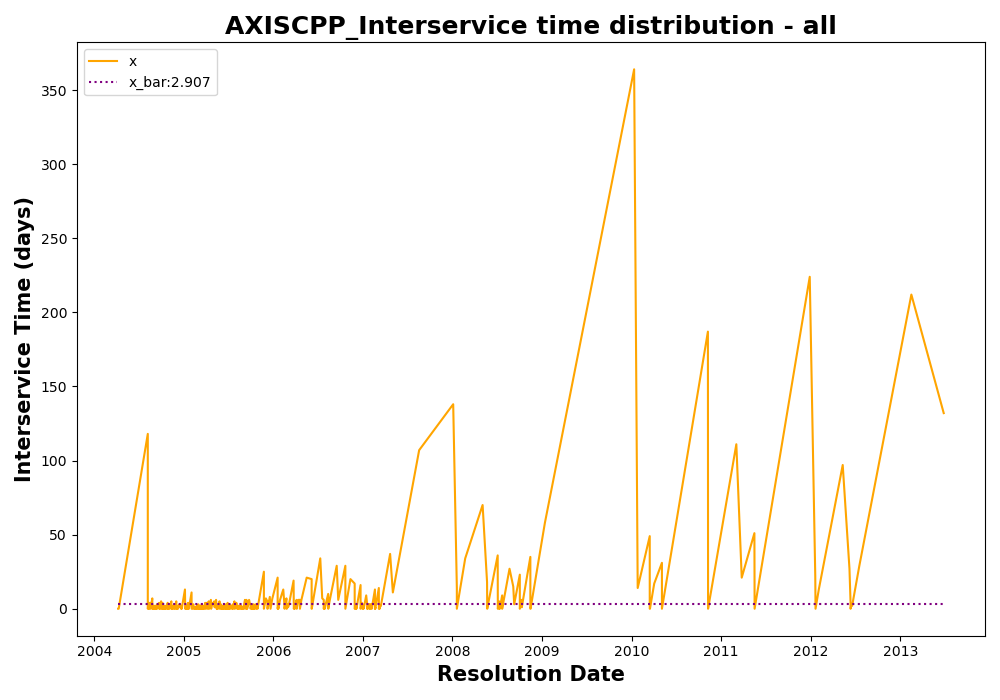 AXISCPP_Interservice time distribution - all
x
x_bar:2.907
Interservice Time (days)
350
300
250
200
150
100
50
0
2004 2005 2006 2007 2008 2009 2010 2011 2012 2013
Resolution Date